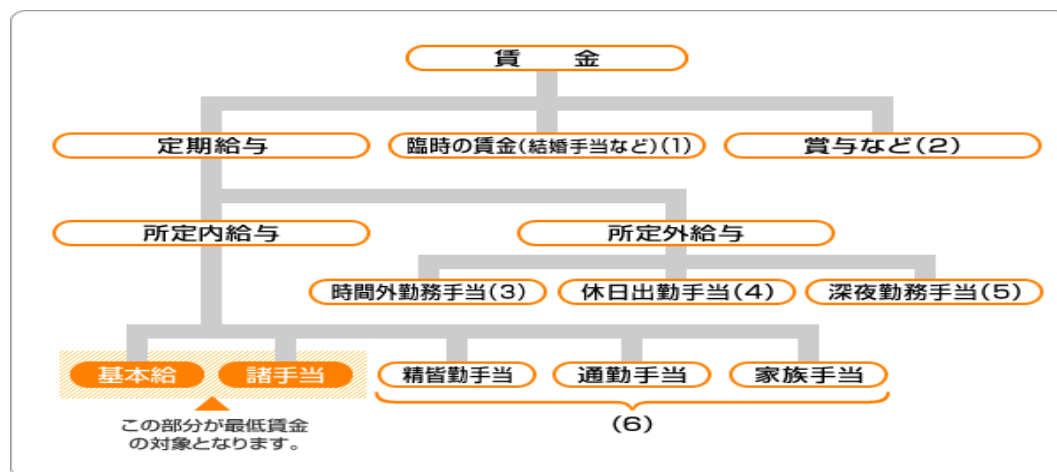 賃　金
定期給与
臨時の賃金(結婚手当など)(1)
賞与など(2)
所定内給与
所定外給与
時間外勤務手当(3)
休日出勤手当(4)
深夜勤務手当(5)
基本給
諸手当
精皆勤手当
通勤手当
家族手当
この部分が最低賃金
の対象となります。
(6)